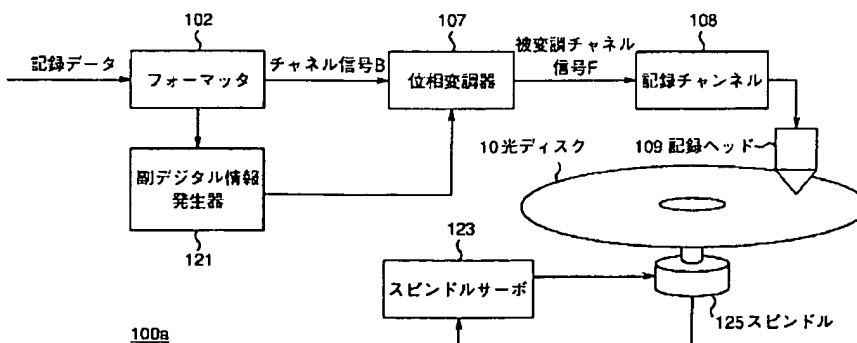 102
107
被変調チャネル
信号F
108
記録データ
フォーマッタ
チャネル信号B
位相変調器
記録チャンネル
10光ディスク
109 記録ヘッド
副デジタル情報
発生器
121
123
スピンドルサーボ
125スピンドル
100a